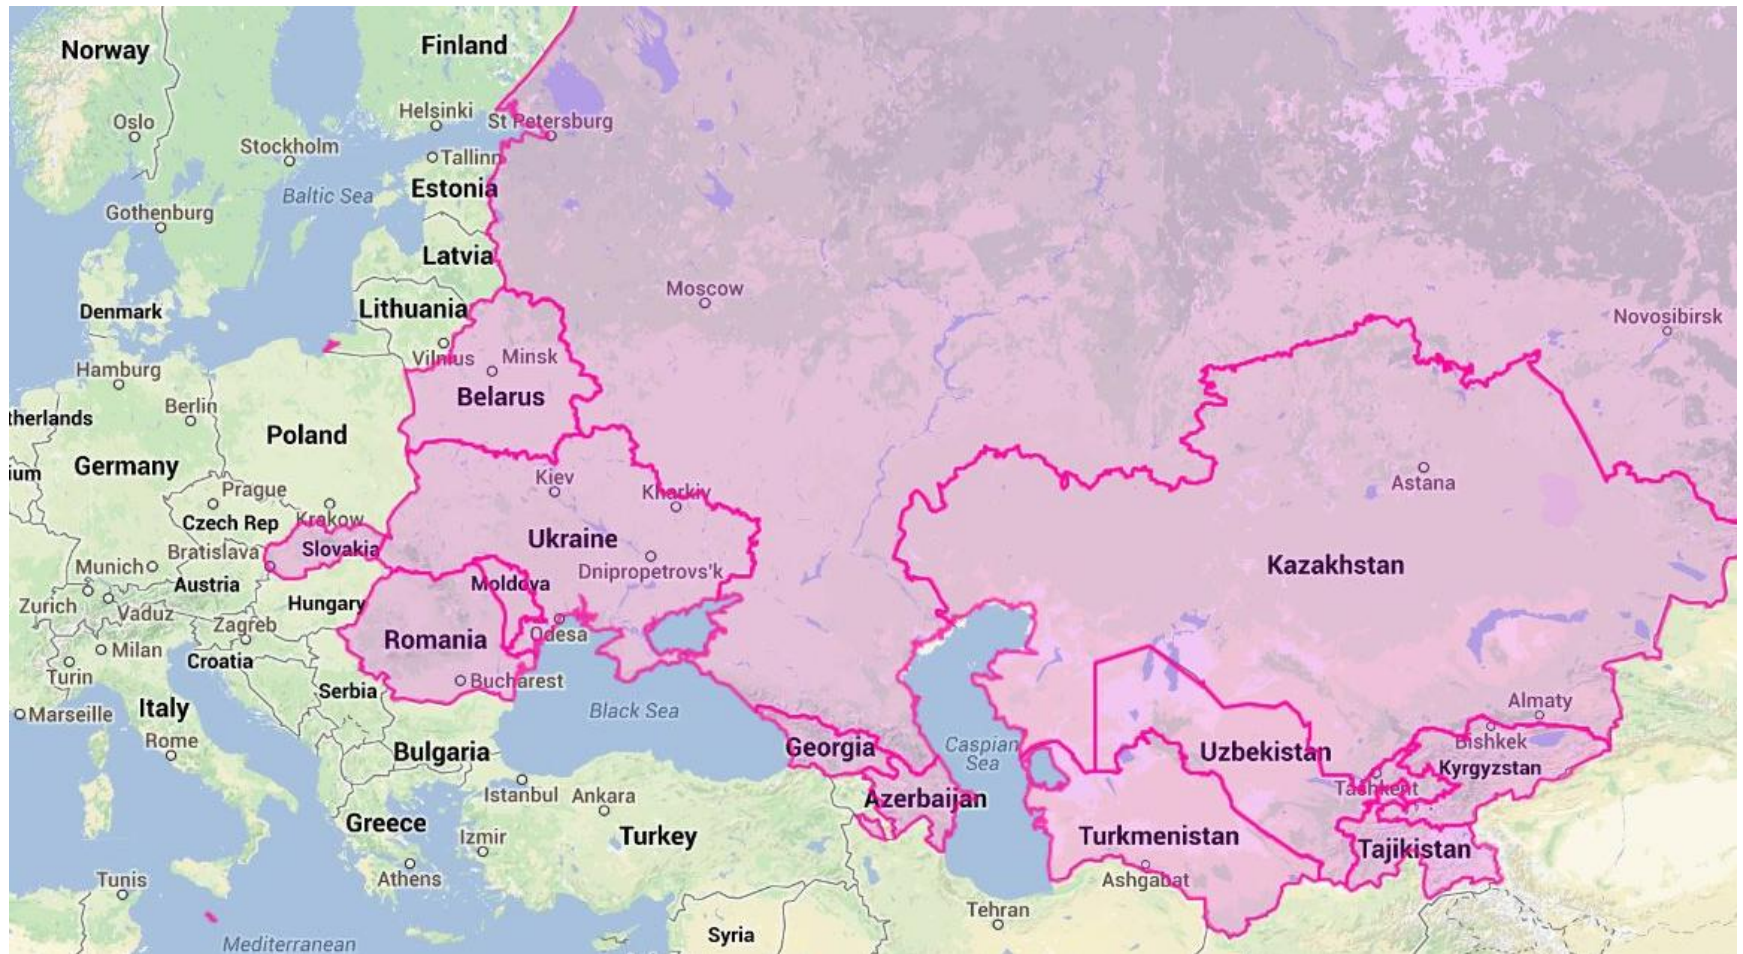 Norway
Finland
Oslo
Helsinki
St Petersburg
Stockholm
Tallinn
Baltic Sea
Estonia
Gothenburg
Latvia
Moscow
Denmark
Lithuania
Novosibirsk
Vilnius
Minsk
Hamburg
Belarus
Berlin
therlands
Poland
Germany
ium
Kiev
Kharkiv
Astana
Prague
Krakow
Czech Rep
Ukraine
Slovakia
Bratislava
Munich
Kazakhstan
Dnipropetrovs'k
Austria
Moldova
Zurich
Vaduz
Hungary
Zagreb
Odesa
Romania
Milan
Croatia
Turin
Bucharest
Serbia
Almaty
Marseille
Italy
Black Sea
Rome
Bishkek
Bulgaria
Georgia
Caspian
Sea
Uzbekistan
Kyrgyzstan
Tashkent
Istanbul
Ankara
Azerbaijan
Greece
Izmir
Turkey
Turkmenistan
Tajikistan
Tunis
Athens
Ashgabat
Tehran
Syria
Mediterranean